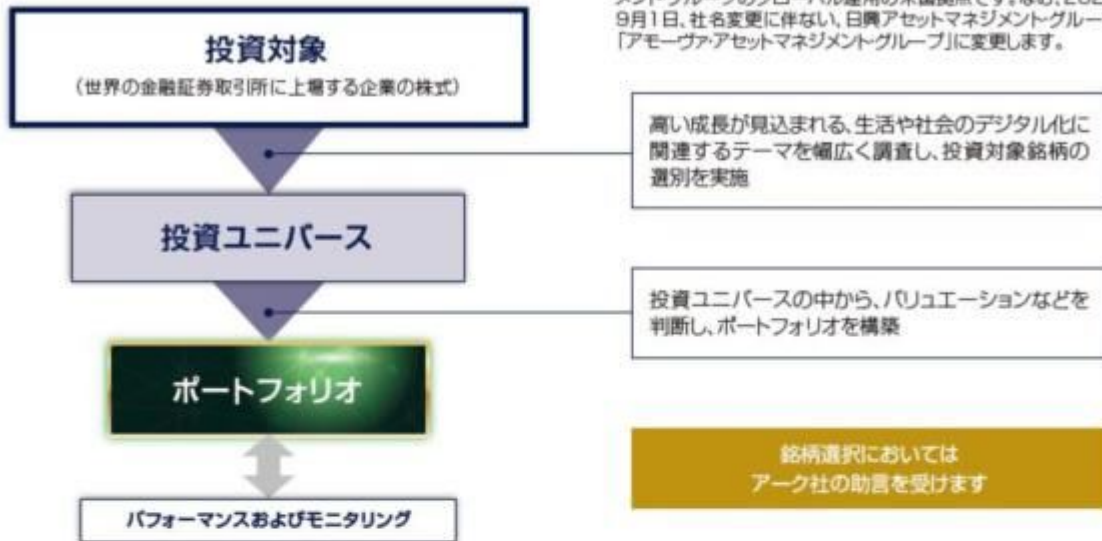 9月1日、社名変更に伴ない、日興アセットマネジメントグルー
「アモーヴァ・アセットマネジメントグループ」に変更します。
投資対象
(世界の金融証券取引所に上場する企業の株式)
高い成長が見込まれる、生活や社会のデジタル化に
関連するテーマを幅広く調査し、投資対象銘柄の
選別を実施
投資ユニバース
投資ユニバースの中から、バリュエーションなどを
判断し、ポートフォリオを構築
ポートフォリオ
銘柄選択においては
アーク社の助言を受けます
パフォーマンスおよびモニタリング